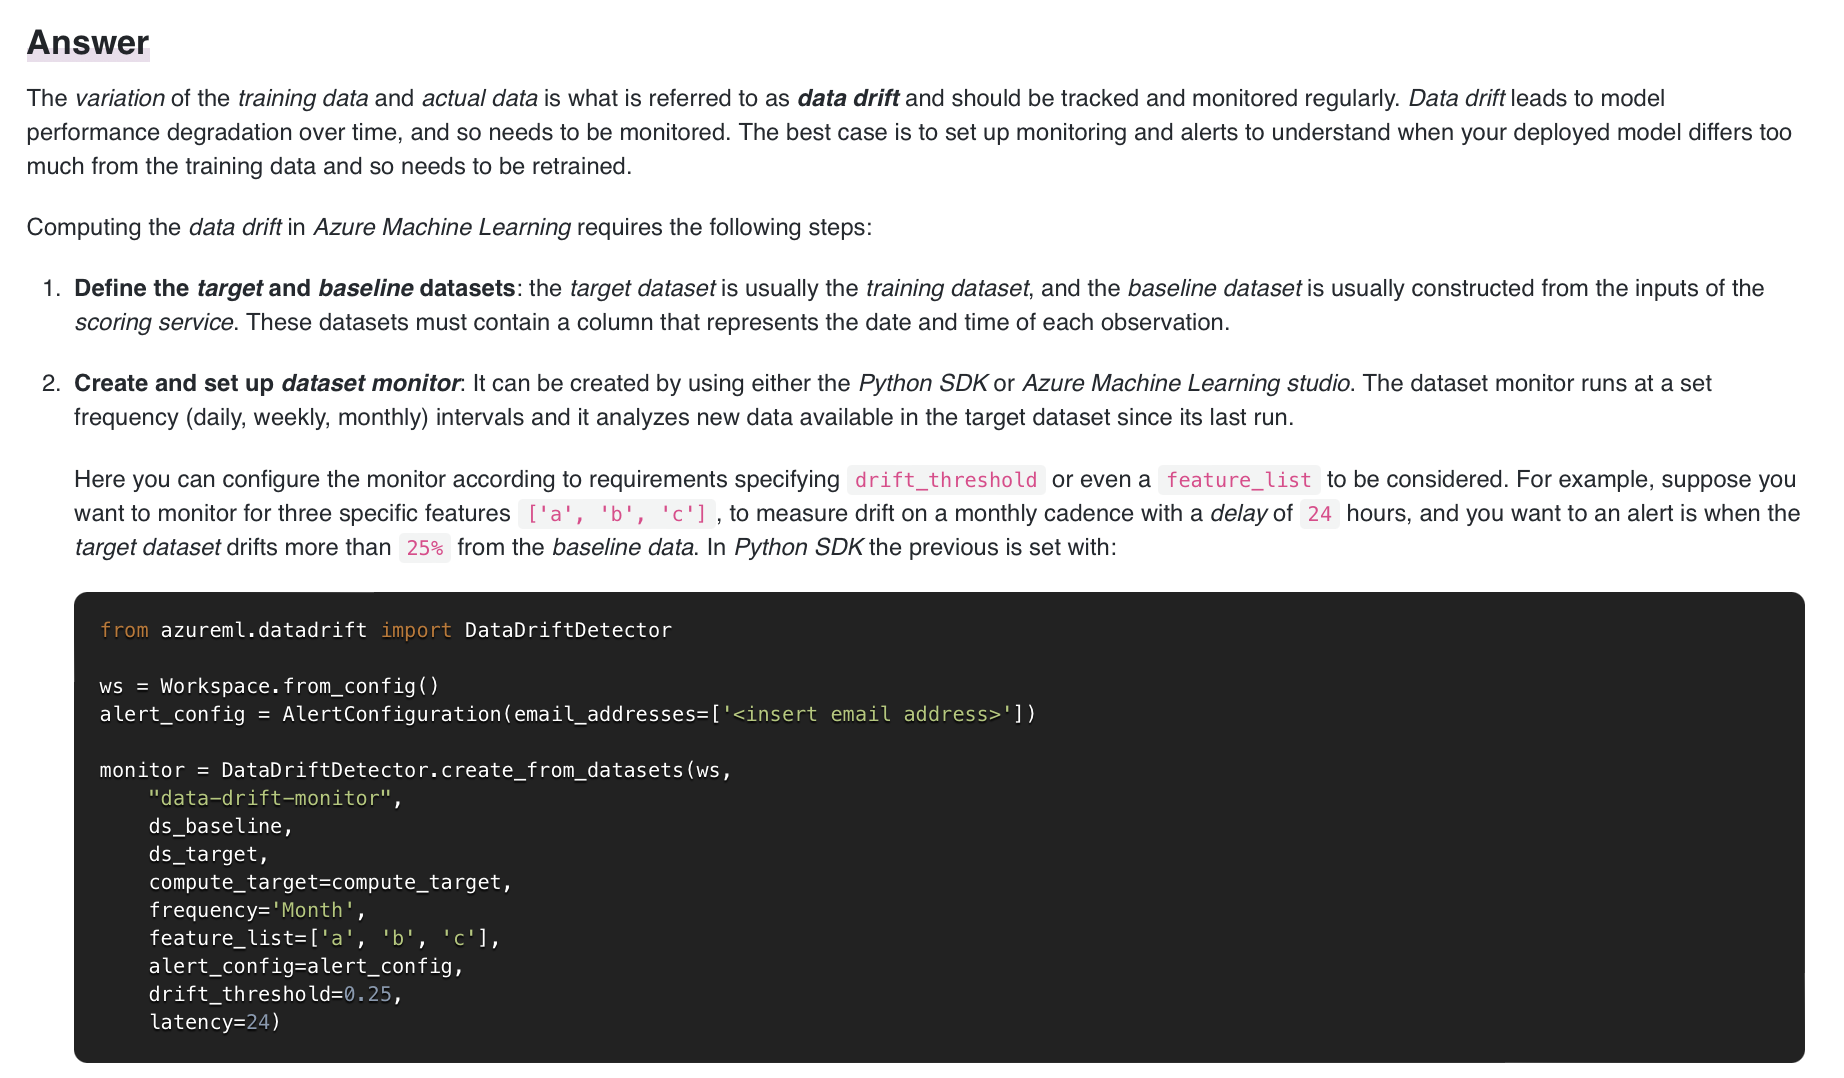 Answer
The variation of the training data and actual data is what is referred to as data drift and should be tracked and monitored regularly. Data drift leads to model
performance degradation over time, and so needs to be monitored. The best case is to set up monitoring and alerts to understand when your deployed model differs too
much from the training data and so needs to be retrained.
Computing the data drift in Azure Machine Learning requires the following steps:
1. Define the target and baseline datasets: the target dataset is usually the training dataset, and the baseline dataset is usually constructed from the inputs of the
scoring service. These datasets must contain a column that represents the date and time of each observation.
2. Create and set up dataset monitor: It can be created by using either the Python SDK or Azure Machine Learning studio. The dataset monitor runs at a set
frequency (daily, weekly, monthly) intervals and it analyzes new data available in the target dataset since its last run.
Here you can configure the monitor according to requirements specifying drift_threshold or even a feature_list to be considered. For example, suppose you
want to monitor for three specific features ['a', 'b', 'c'] , to measure drift on a monthly cadence with a delay of 24 hours, and you want to an alert is when the
target dataset drifts more than 25% from the baseline data. In Python SDK the previous is set with:
from azureml.datadrift import DataDriftDetector
ws = Workspace.from_config()
alert_config = AlertConfiguration(email_addresses=['<insert email address>'])
monitor = DataDriftDetector.create_from_datasets(ws,
    "data-drift-monitor",
    ds_baseline,
    ds_target,
    compute_target=compute_target,
    frequency='Month',
    feature_list=['a', 'b', 'c'],
    alert_config=alert_config,
    drift_threshold=0.25,
    latency=24)